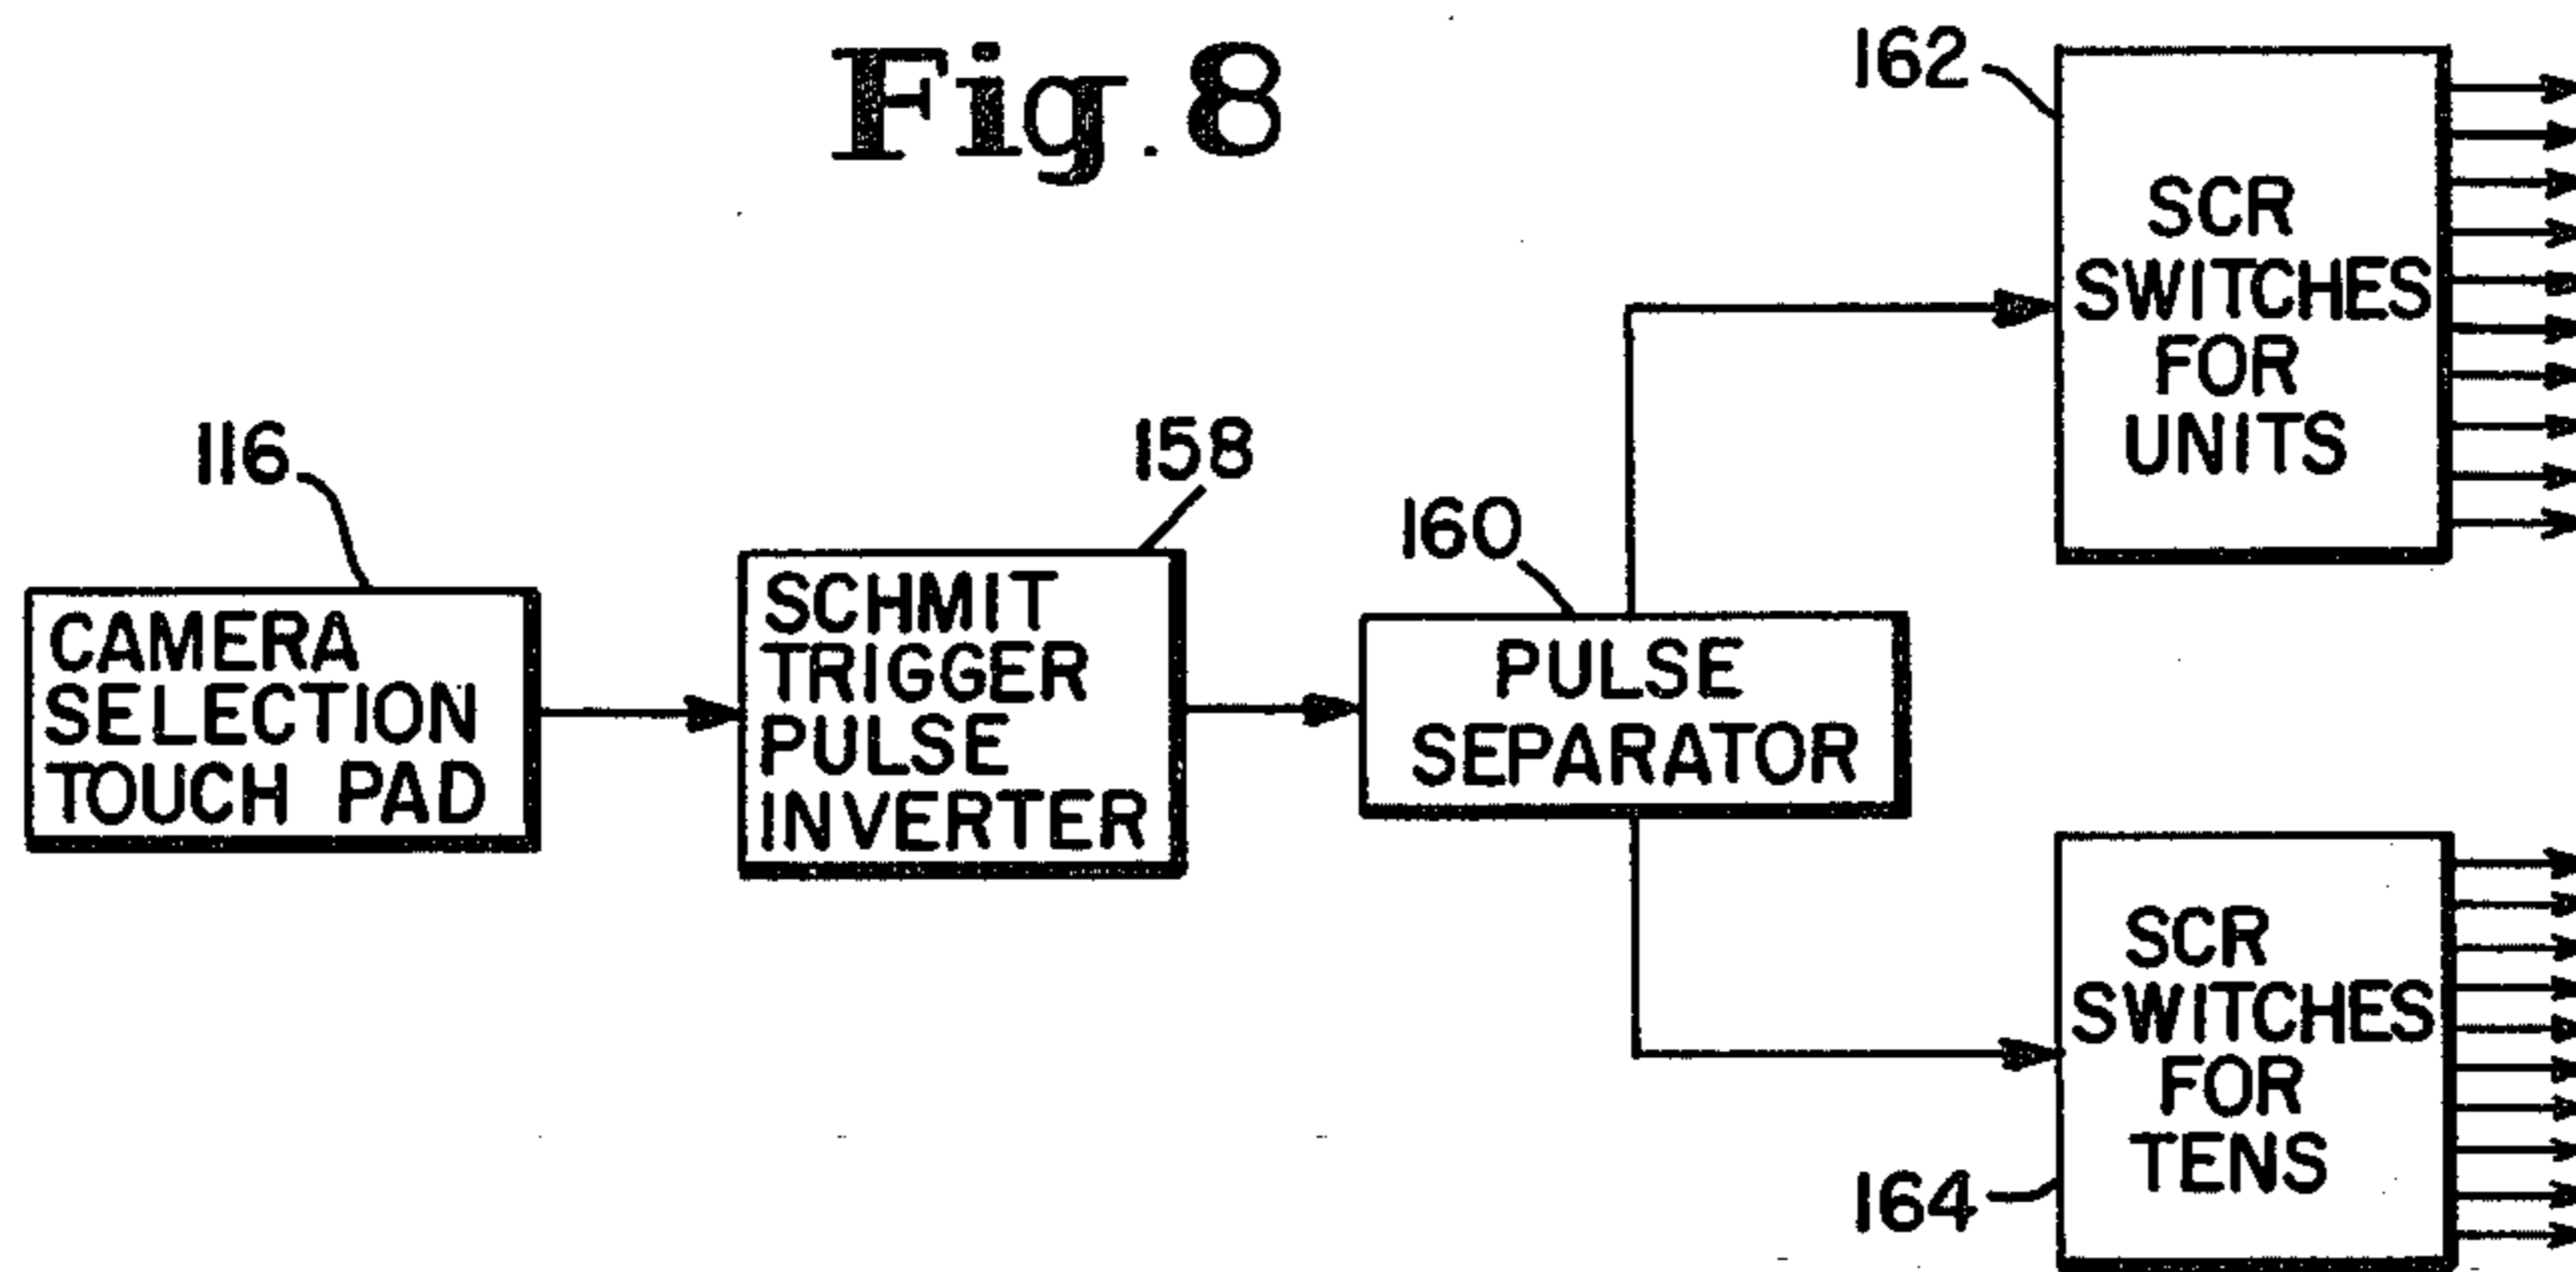 Fig. 8
162
SCR
SWITCHES
FOR
UNITS
116
CAMERA
SELECTION
TOUCH PAD
158
SCHMIT
TRIGGER
PULSE
INVERTER
160
PULSE
SEPARATOR
SCR
SWITCHES
FOR
TENS
164